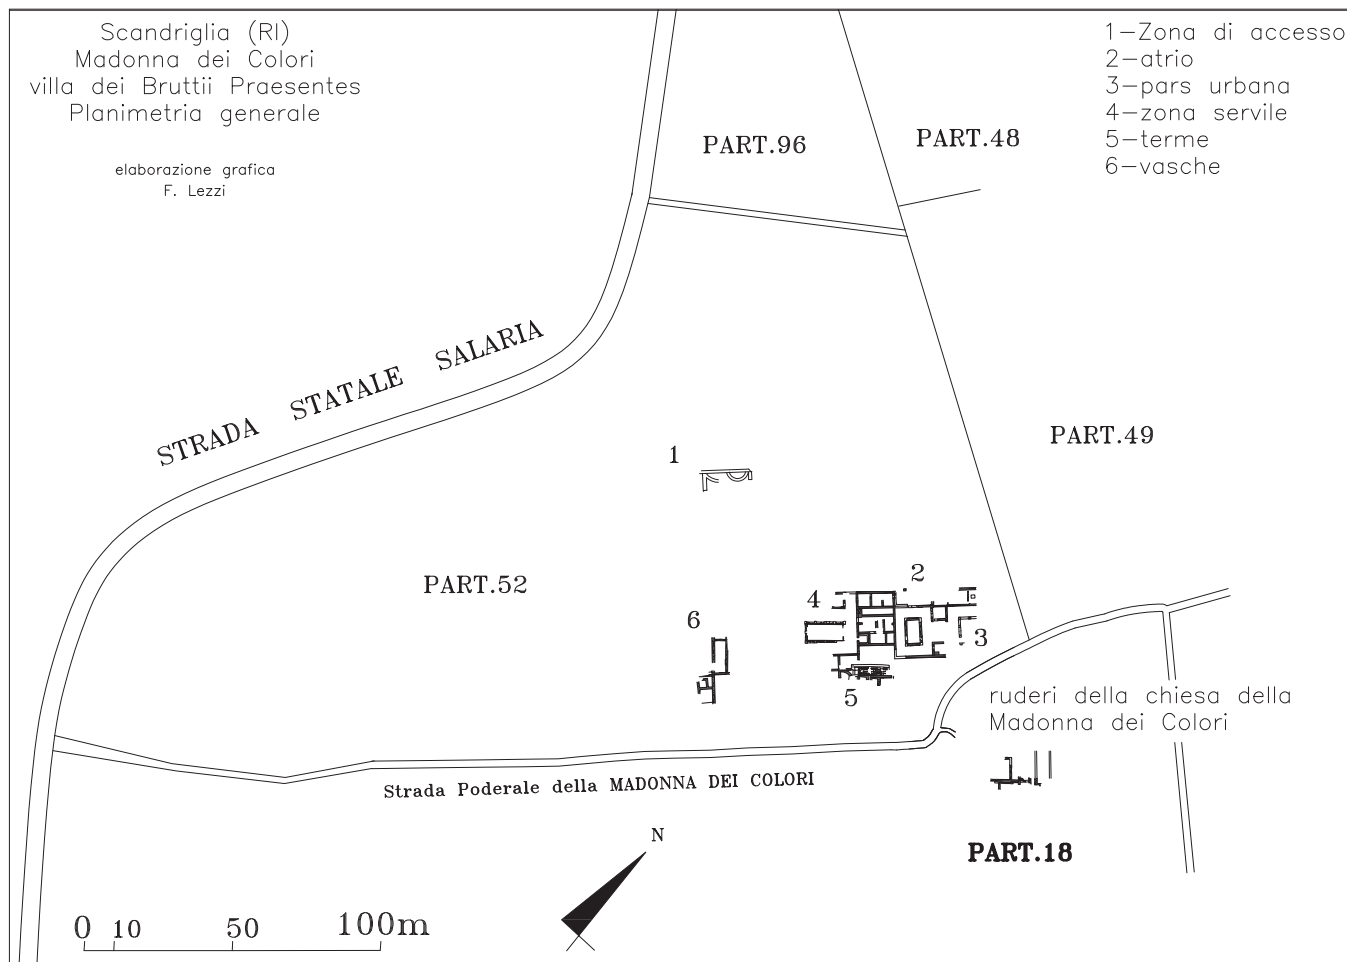 Scandriglia (RI)
Madonna dei Colori
villa dei Bruttii Praesentes
Planimetria generale
elaborazione grafica
F. Lezzi
1-Zona di accesso
2-atrio
3-pars urbana
4-zona servile
5-terme
6-vasche
PART.96
PART.48
STRADA STATALE SALARIA
PART.49
1
PART.52
2
4
6
3
5
ruderi della chiesa della
Madonna dei Colori
Strada Poderale della MADONNA DEI COLORI
N
PART.18
0 10 50 100m